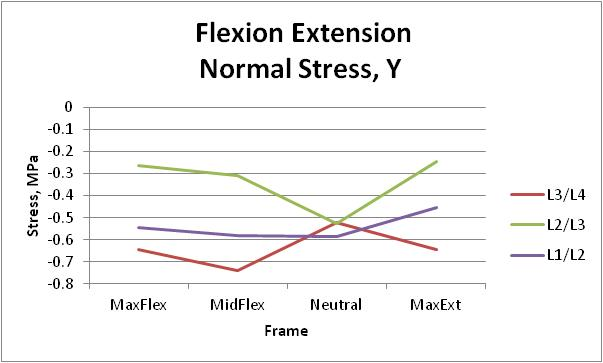 Flexion Extension
Normal Stress, Y
Stress, MPa
0
-0.1
-0.2
-0.3
-0.4
-0.5
-0.6
-0.7
-0.8
MaxFlex MidFlex Neutral MaxExt
Frame
L3/L4
L2/L3
L1/L2